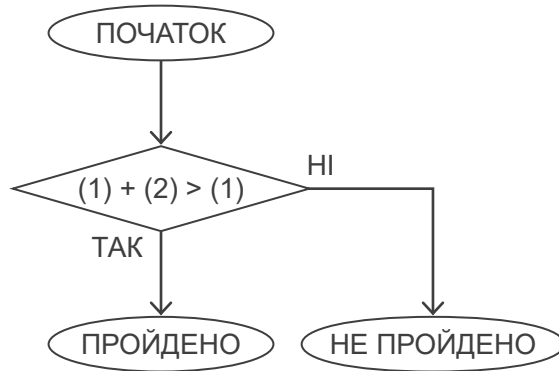 ПОЧАТОК
(1) + (2) > (1)
НІ
ТАК
ПРОЙДЕНО
НЕ ПРОЙДЕНО